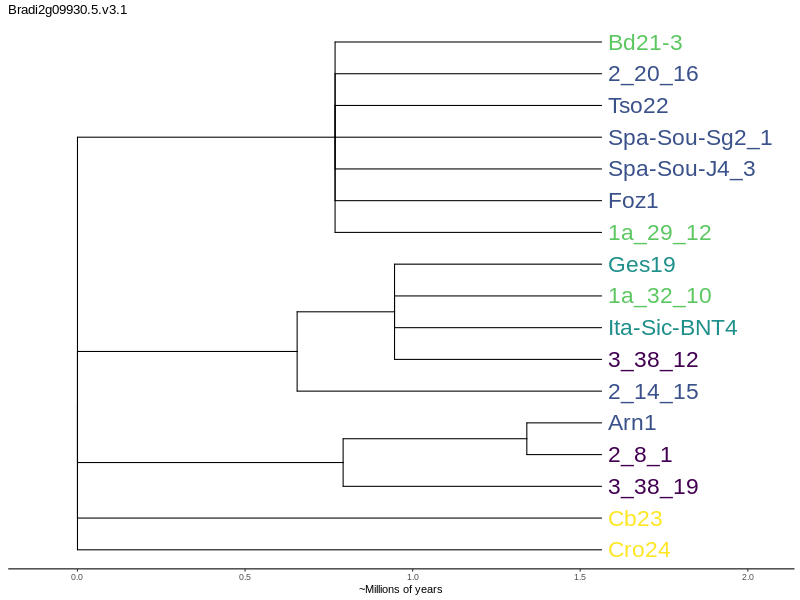 Bradi2g09930.5.v3.1
Bd21-3
2_20_16
Tso22
Spa-Sou-Sg2_1
Spa-Sou-J4_3
Foz1
1a_29_12
Ges19
1a_32_10
Ita-Sic-BNT4
3_38_12
2_14_15
Arn1
2_8_1
3_38_19
Cb23
Cro24
0.0 0.5 1.0 1.5 2.0
~Millions of years